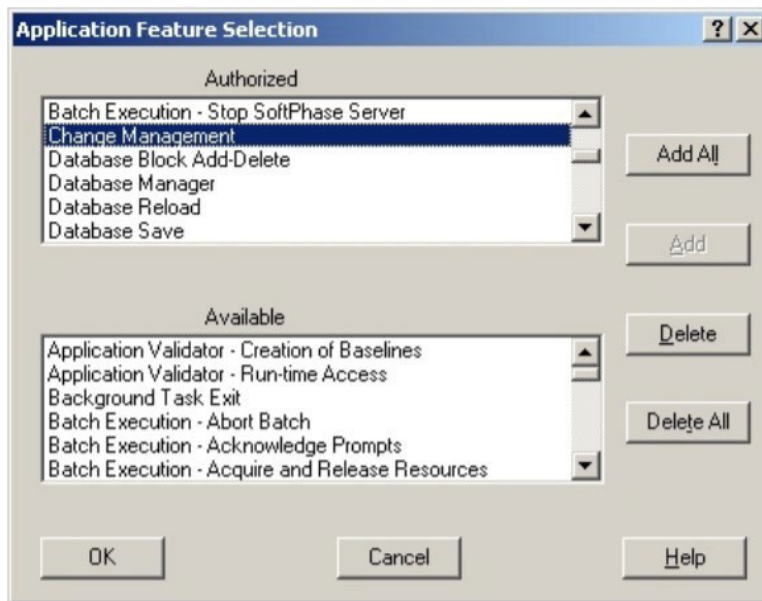 Application Feature Selection
Authorized
Batch Execution - Stop SoftPhase Server
Change Management
Database Block Add-Delete
Database Manager
Database Reload
Database Save
Add All
Add
Available
Application Validator - Creation of Baselines
Application Validator - Run-time Access
Background Task Exit
Batch Execution - Abort Batch
Batch Execution - Acknowledge Prompts
Batch Execution - Acquire and Release Resources
Delete
Delete All
OK
Cancel
Help